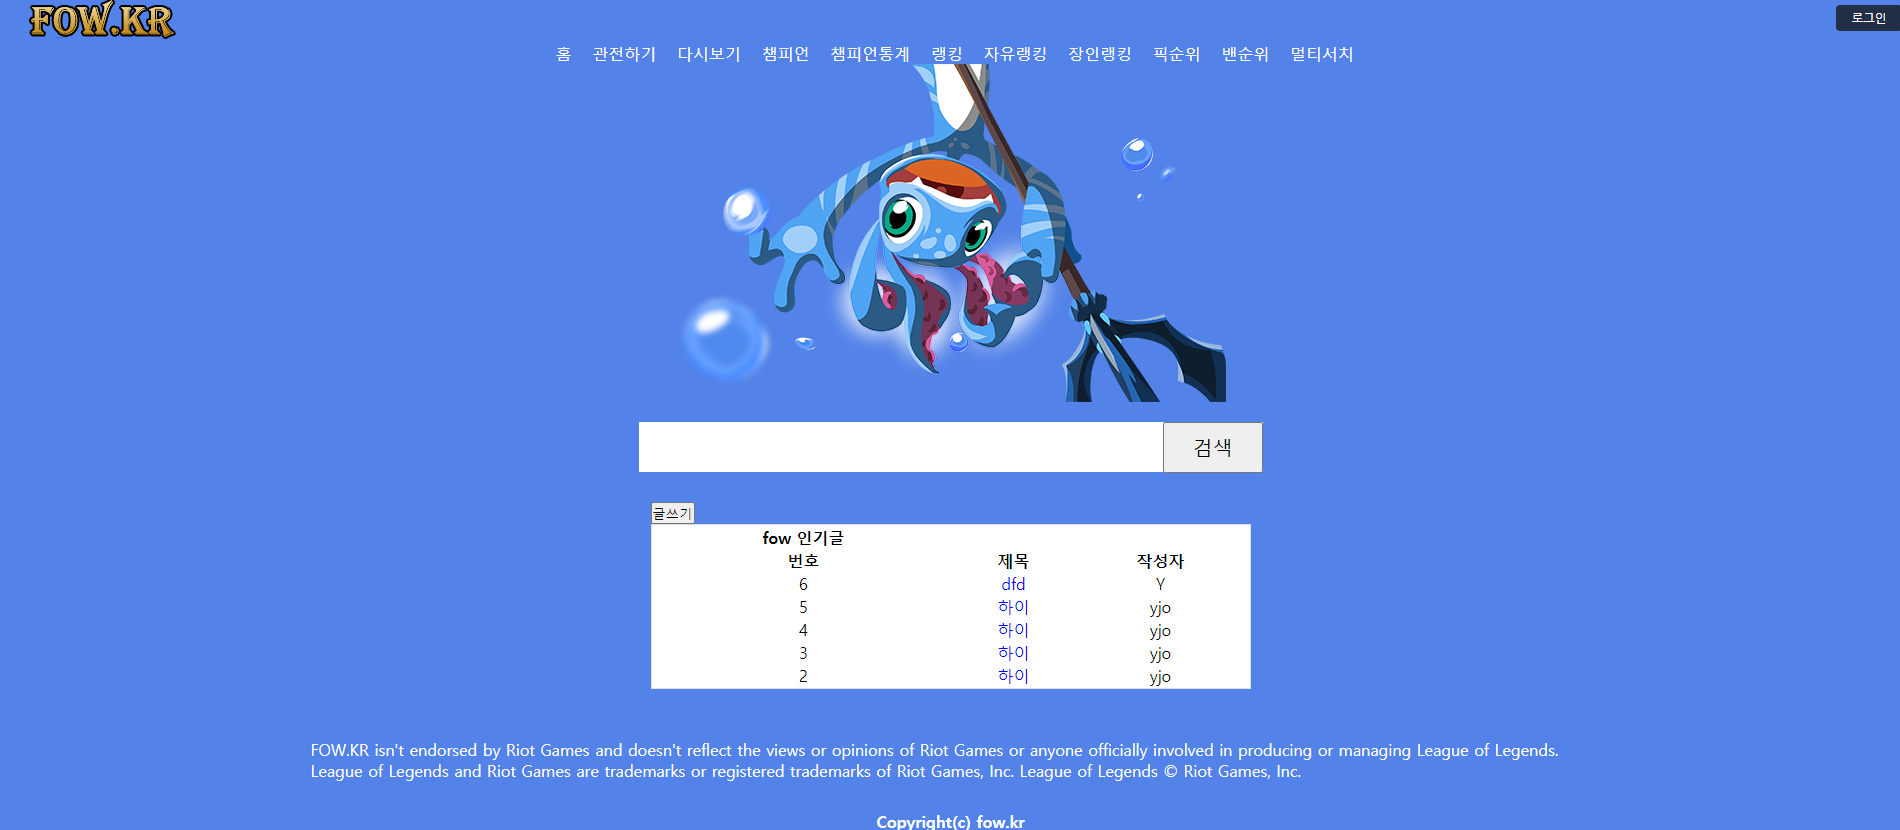 FOW.KR
로그인
홈 관전하기 다시보기 챔피언 챔피언통계 랭킹 자유랭킹 장인랭킹 픽순위 밴순위 멀티서치
검색
글쓰기
fow 인기글
번호 제목 작성자
6 dfd Y
5 하이 yjo
4 하이 yjo
3 하이 yjo
2 하이 yjo
FOW.KR isn't endorsed by Riot Games and doesn't reflect the views or opinions of Riot Games or anyone officially involved in producing or managing League of Legends.
League of Legends and Riot Games are trademarks or registered trademarks of Riot Games, Inc. League of Legends © Riot Games, Inc.
Copyright(c) fow.kr